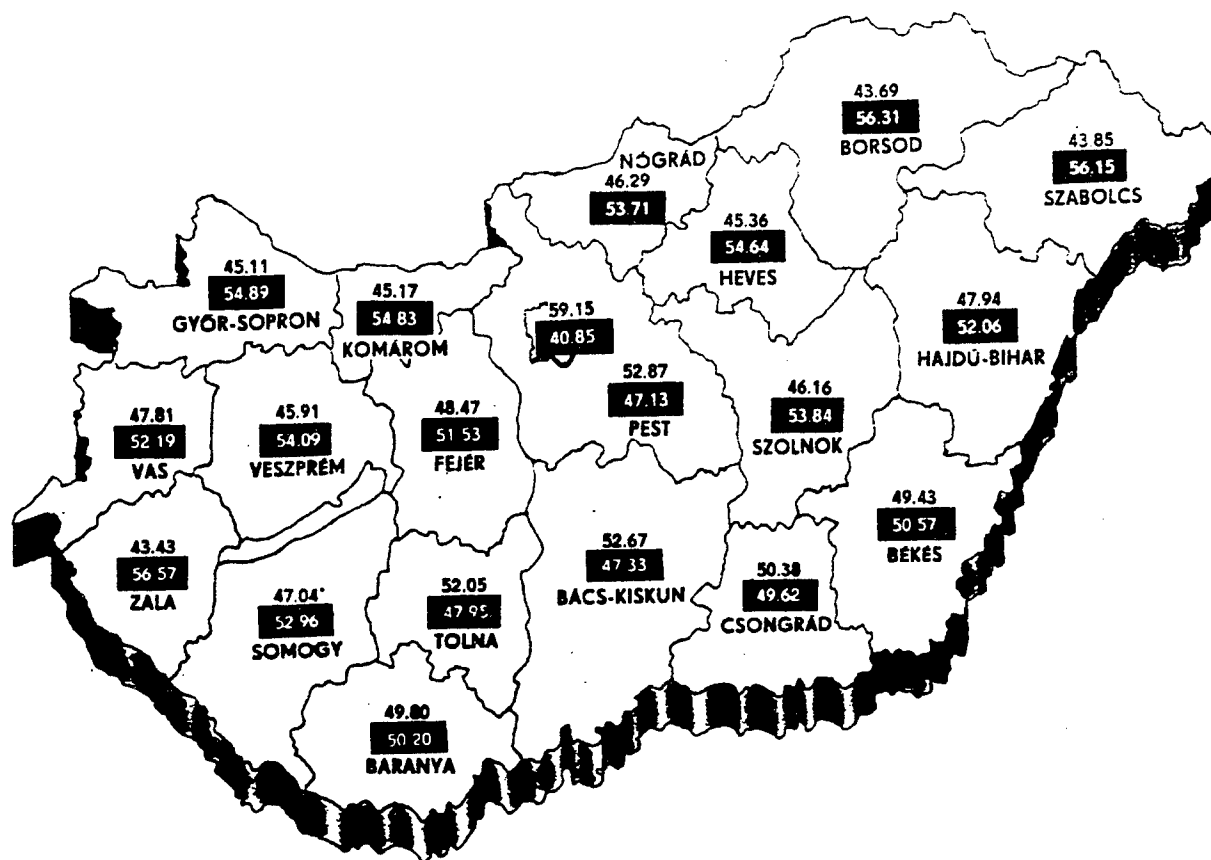 43.69
56.31
BORSOD
43.85
56.15
SZABOLCS
NÓGRÁD
46.29
53.71
45.36
54.64
HEVES
45.11
54.89
GYŐR-SOPRON
45.17
54 83
KOMÁROM
59.15
40.85
47.94
52.06
HAJDÚ-BIHAR
52.87
47.13
PEST
46.16
53.84
SZOLNOK
47.81
52 19
VAS
45.91
54.09
VESZPRÉM
48.47
51 53
FEJÉR
49.43
50 57
BÉKÉS
43.43
56 57
ZALA
47.04
52 96
SOMOGY
52.05
47 95
TOLNA
52.67
47 33
BÁCS-KISKUN
50.38
49.62
CSONGRÁD
49.80
50 20
BARANYA